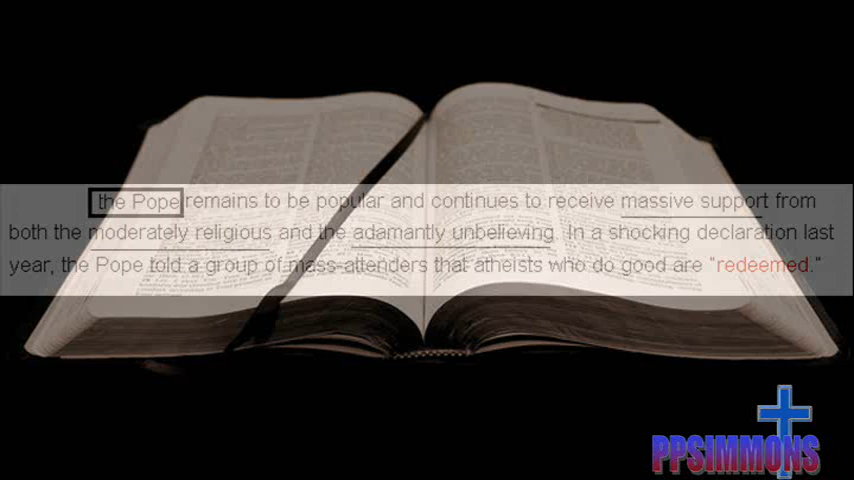 the Pope remains to be popular and continues to receive massive support from
both the moderately religious and the adamantly unbelieving. In a shocking declaration last
year, the Pope told a group of mass-attenders that atheists who do good are "redeemed."
PPSIMMONS